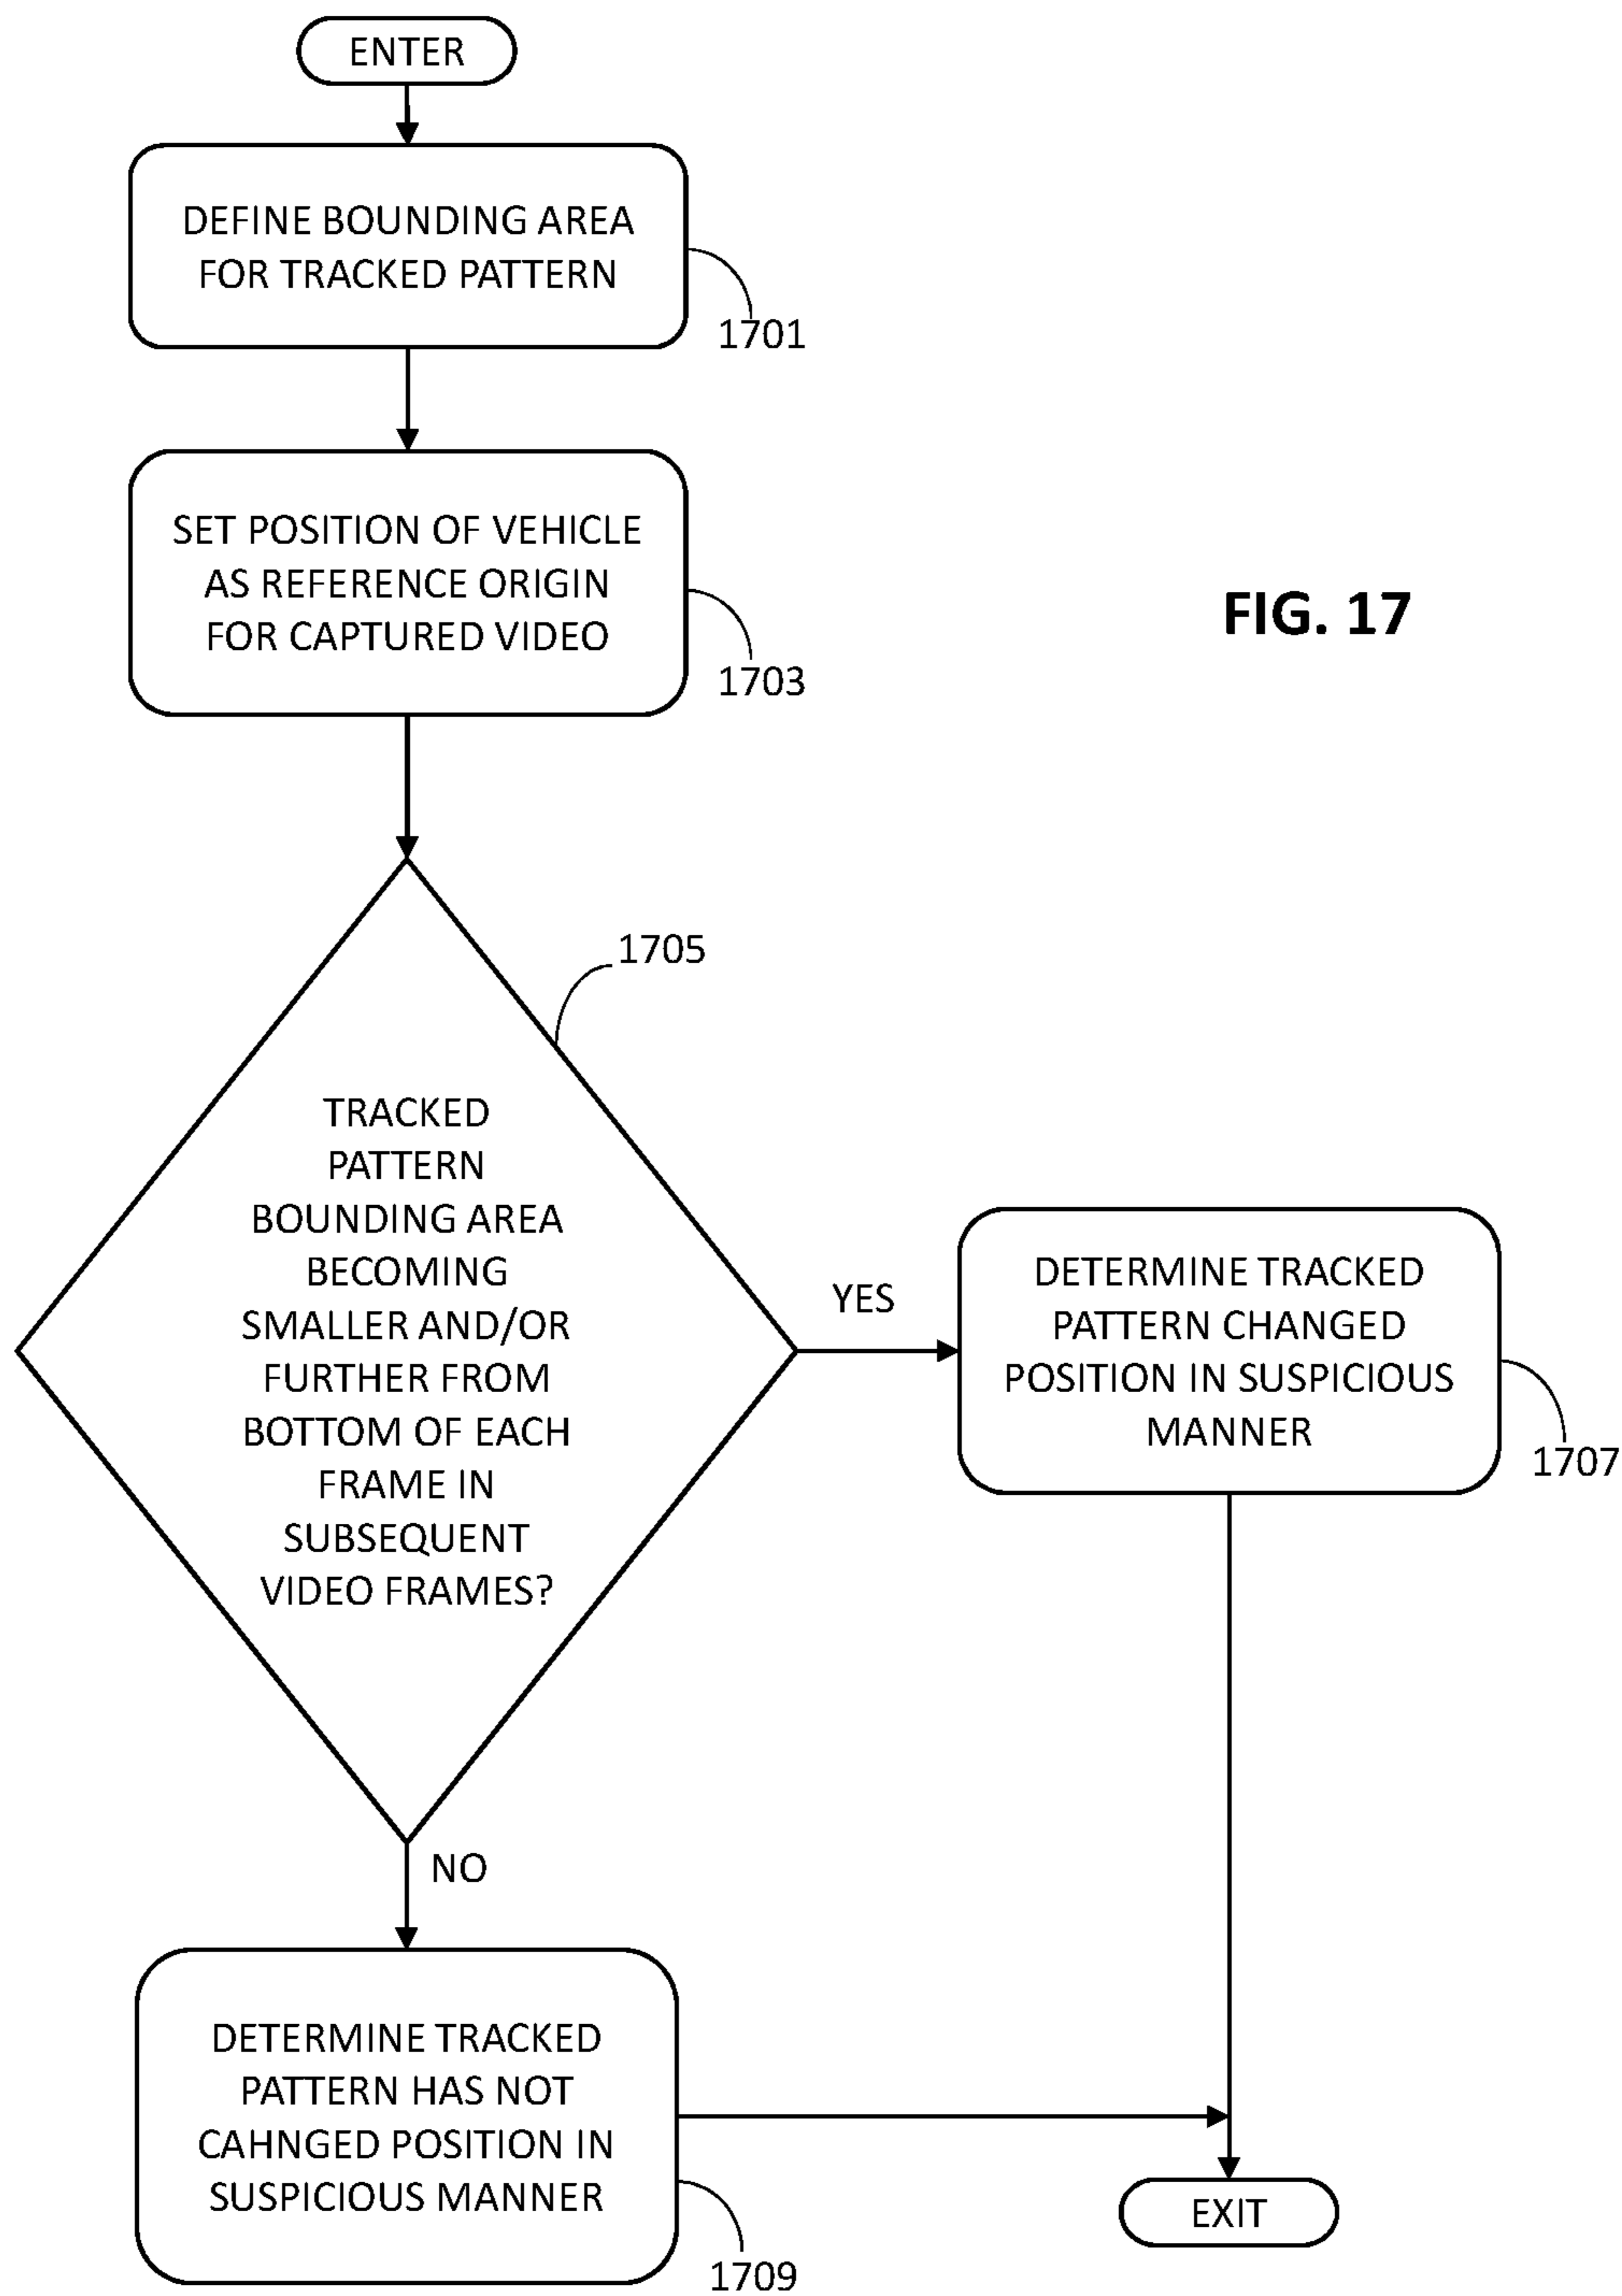 ENTER
DEFINE BOUNDING AREA
FOR TRACKED PATTERN
1701
SET POSITION OF VEHICLE
AS REFERENCE ORIGIN
FOR CAPTURED VIDEO
1703
FIG. 17
1705
TRACKED
PATTERN
BOUNDING AREA
BECOMING
SMALLER AND/OR
FURTHER FROM
BOTTOM OF EACH
FRAME IN
SUBSEQUENT
VIDEO FRAMES?
YES
DETERMINE TRACKED
PATTERN CHANGED
POSITION IN SUSPICIOUS
MANNER
1707
NO
DETERMINE TRACKED
PATTERN HAS NOT
CAHNGED POSITION IN
SUSPICIOUS MANNER
1709
EXIT